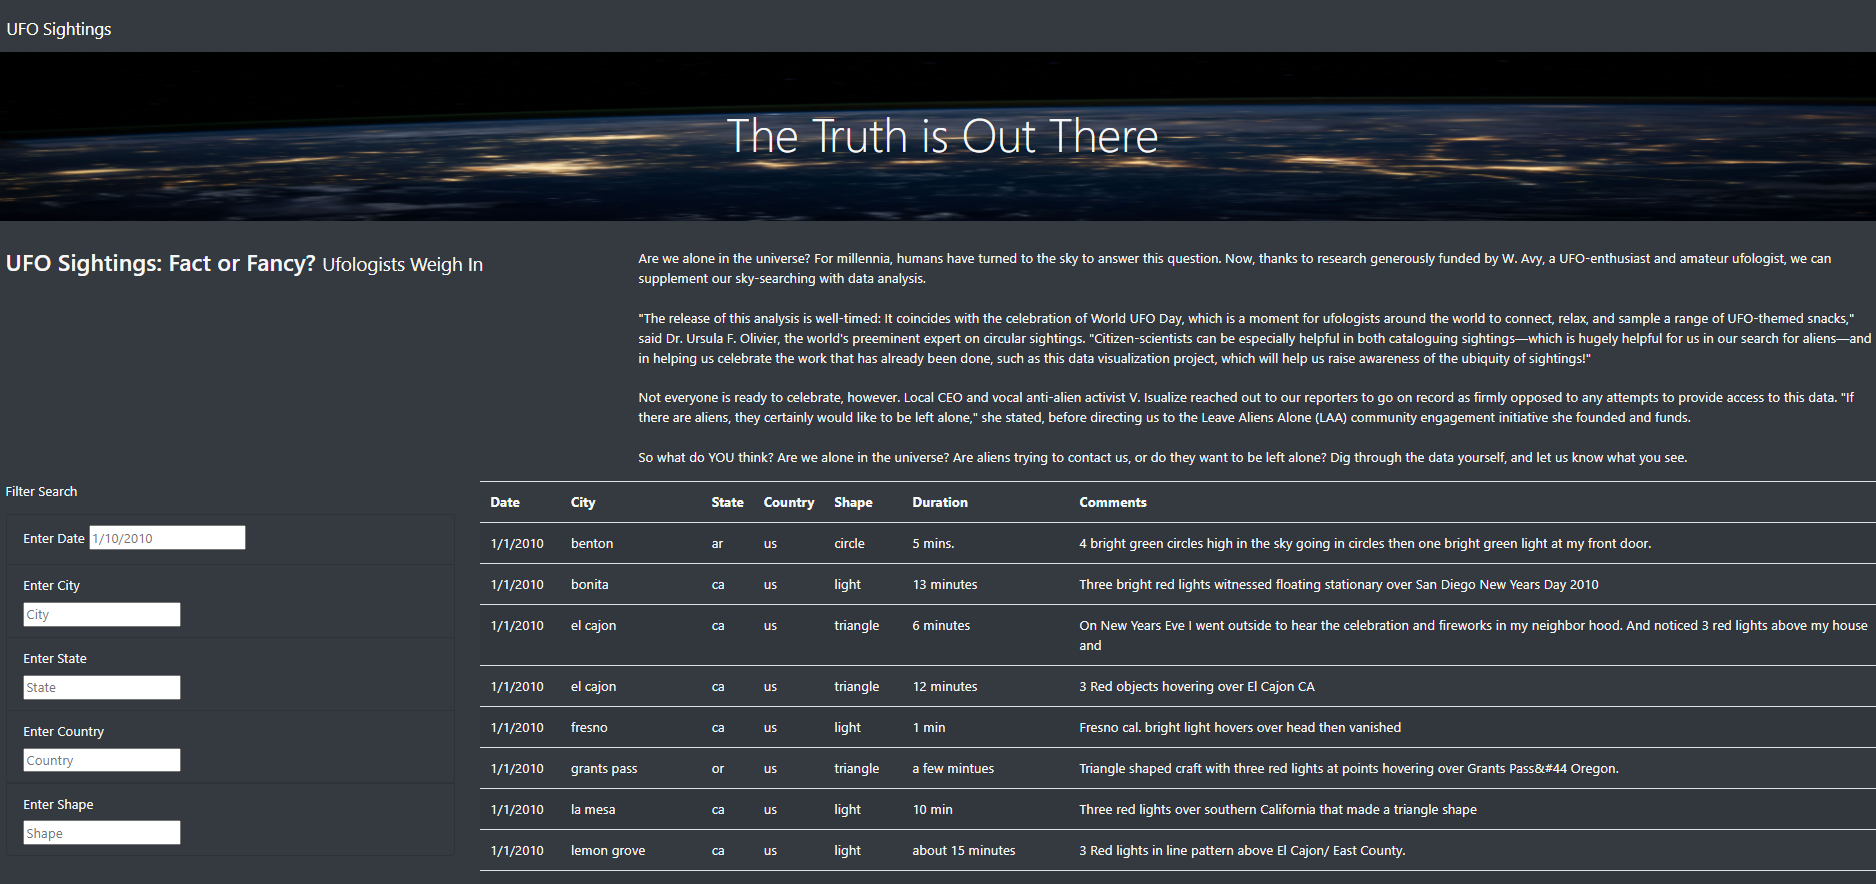 UFO Sightings
The Truth is Out There
UFO Sightings: Fact or Fancy? Ufologists Weigh In
Are we alone in the universe? For millennia, humans have turned to the sky to answer this question. Now, thanks to research generously funded by W. Avy, a UFO-enthusiast and amateur ufologist, we can
supplement our sky-searching with data analysis.
"The release of this analysis is well-timed: It coincides with the celebration of World UFO Day, which is a moment for ufologists around the world to connect, relax, and sample a range of UFO-themed snacks,"
said Dr. Ursula F. Olivier, the world's preeminent expert on circular sightings. "Citizen-scientists can be especially helpful in both cataloguing sightings—which is hugely helpful for us in our search for aliens—and
in helping us celebrate the work that has already been done, such as this data visualization project, which will help us raise awareness of the ubiquity of sightings!"
Not everyone is ready to celebrate, however. Local CEO and vocal anti-alien activist V. Isualize reached out to our reporters to go on record as firmly opposed to any attempts to provide access to this data. "If
there are aliens, they certainly would like to be left alone," she stated, before directing us to the Leave Aliens Alone (LAA) community engagement initiative she founded and funds.
So what do YOU think? Are we alone in the universe? Are aliens trying to contact us, or do they want to be left alone? Dig through the data yourself, and let us know what you see.
Filter Search
Enter Date 1/10/2010
Enter City
City
Enter State
State
Enter Country
Country
Enter Shape
Shape
Date City State Country Shape Duration Comments
1/1/2010 benton ar us circle 5 mins. 4 bright green circles high in the sky going in circles then one bright green light at my front door.
1/1/2010 bonita ca us light 13 minutes Three bright red lights witnessed floating stationary over San Diego New Years Day 2010
1/1/2010 el cajon ca us triangle 6 minutes On New Years Eve I went outside to hear the celebration and fireworks in my neighbor hood. And noticed 3 red lights above my house
and
1/1/2010 el cajon ca us triangle 12 minutes 3 Red objects hovering over El Cajon CA
1/1/2010 fresno ca us light 1 min Fresno cal. bright light hovers over head then vanished
1/1/2010 grants pass or us triangle a few mintues Triangle shaped craft with three red lights at points hovering over Grants Pass&#44 Oregon.
1/1/2010 la mesa ca us light 10 min Three red lights over southern California that made a triangle shape
1/1/2010 lemon grove ca us light about 15 minutes 3 Red lights in line pattern above El Cajon/ East County.